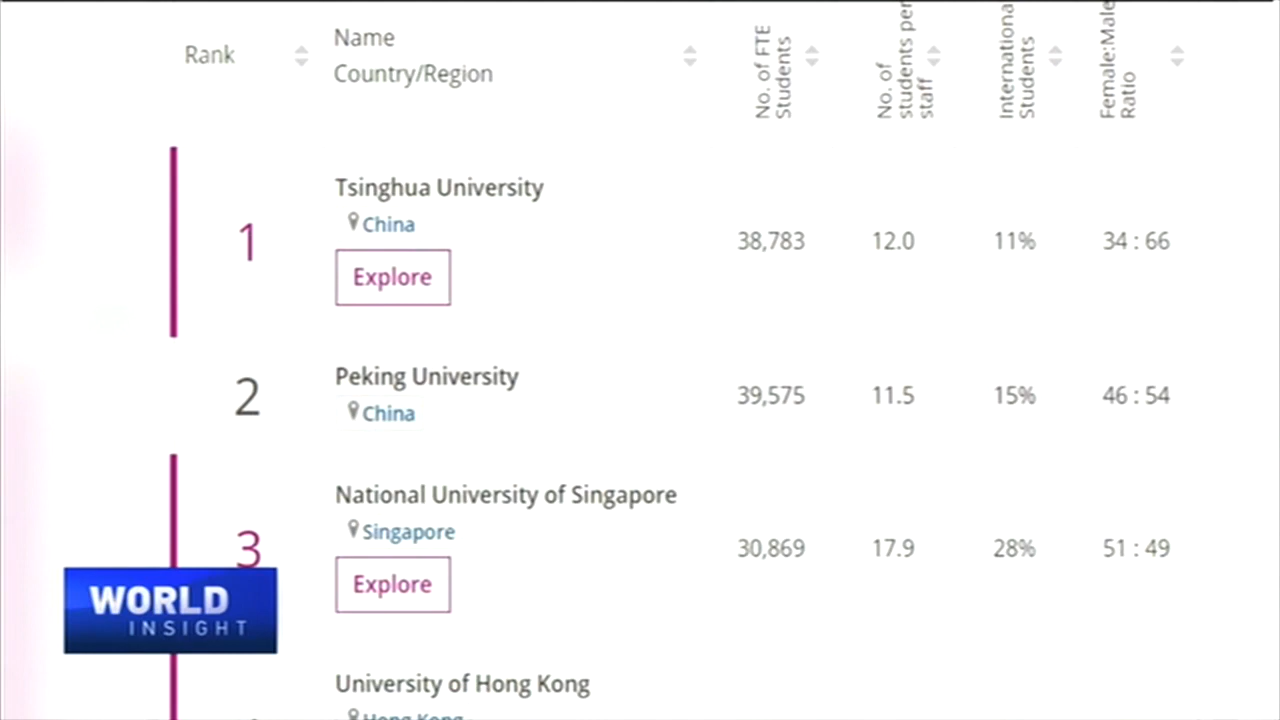 Rank
Name
Country/Region
No. of FTE
Students
No. of
students per
staff
International
Students
Female:Male
Ratio
1
Tsinghua University
China
Explore
38,783
12.0
11%
34 : 66
2
Peking University
China
39,575
11.5
15%
46 : 54
3
National University of Singapore
Singapore
Explore
30,869
17.9
28%
51 : 49
WORLD
INSIGHT
University of Hong Kong
Hong Kong